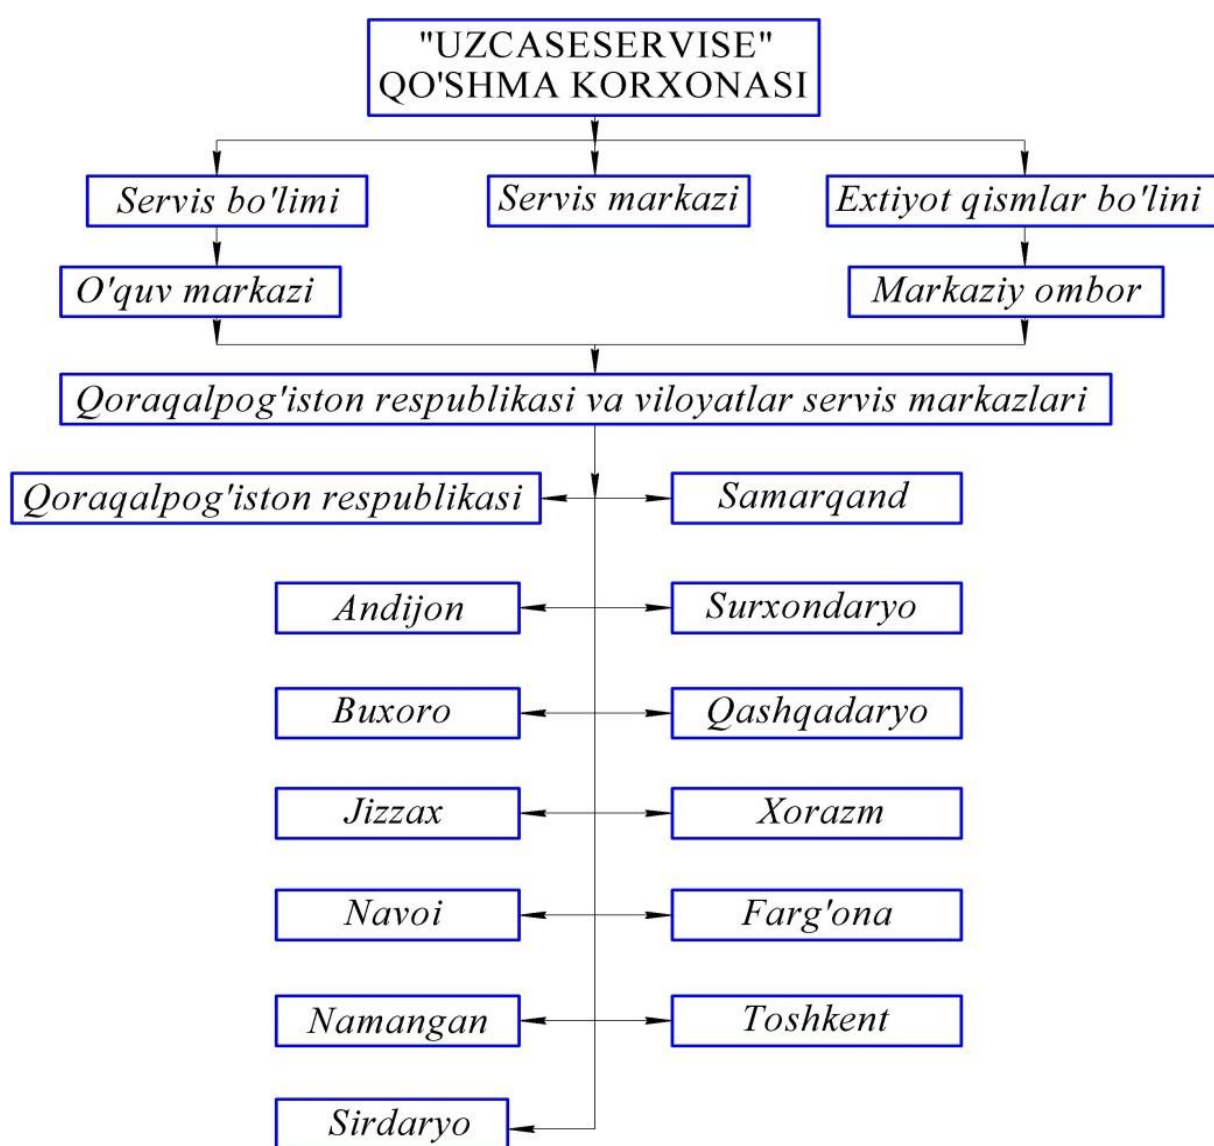 "UZCASESERVISE"
QO'SHMA KORXONASI
Servis bo'limi
Servis markazi
Extiyot qismlar bo'lini
O'quv markazi
Markaziy ombor
Qoraqalpog'iston respublikasi va viloyatlar servis markazlari
Qoraqalpog'iston respublikasi
Samarqand
Andijon
Surxondaryo
Buxoro
Qashqadaryo
Jizzax
Xorazm
Navoi
Farg'ona
Namangan
Toshkent
Sirdaryo